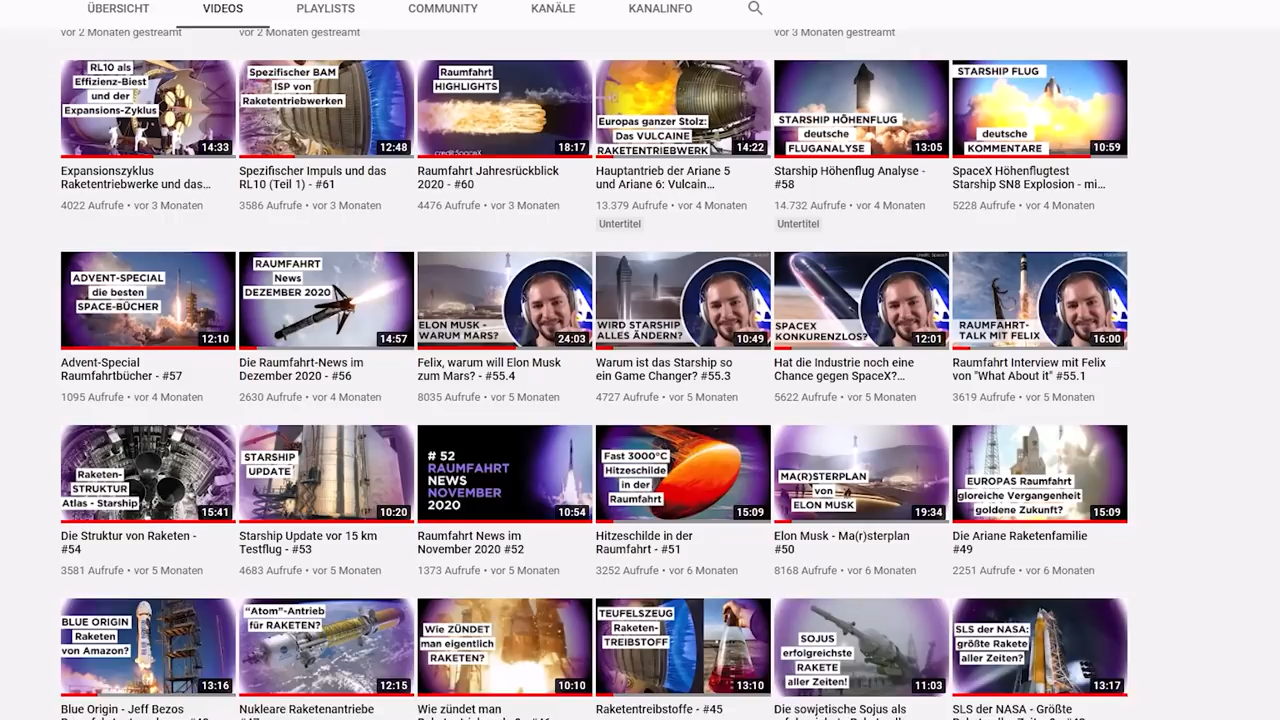 ÜBERSICHT VIDEOS PLAYLISTS COMMUNITY KANÄLE KANALINFO
vor 2 Monaten gestreamt
vor 2 Monaten gestreamt
vor 3 Monaten gestreamt
RL10 als
Effizienz-Biest
und der
Expansions-Zyklus
14:33
Expansionszyklus
Raketentriebwerke und das...
4022 Aufrufe • vor 3 Monaten
Spezifischer BAM
ISP von
Raketentriebwerken
12:48
Spezifischer Impuls und das
RL10 (Teil 1) - #61
3586 Aufrufe • vor 3 Monaten
Raumfahrt
HIGHLIGHTS
credit:SpaceX
18:17
Raumfahrt Jahresrückblick
2020 - #60
4476 Aufrufe • vor 3 Monaten
Europas ganzer Stolz:
Das VULCAINE
RAKETENTRIEBWERK
14:22
Hauptantrieb der Ariane 5
und Ariane 6: Vulcain...
13.379 Aufrufe • vor 4 Monaten
Untertitel
STARSHIP HÖHENFLUG
deutsche
FLUGANALYSE
13:05
Starship Höhenflug Analyse -
#58
14.732 Aufrufe • vor 4 Monaten
Untertitel
STARSHIP FLUG
deutsche
KOMMENTARE
10:59
SpaceX Höhenflugtest
Starship SN8 Explosion - mi...
5228 Aufrufe • vor 4 Monaten
ADVENT-SPECIAL
die besten
SPACE-BÜCHER
12:10
Advent-Special
Raumfahrtbücher - #57
1095 Aufrufe • vor 4 Monaten
RAUMFAHRT
News
DEZEMBER 2020
14:57
Die Raumfahrt-News im
Dezember 2020 - #56
2630 Aufrufe • vor 4 Monaten
ELON MUSK -
WARUM MARS?
24:03
Felix, warum will Elon Musk
zum Mars? - #55.4
8035 Aufrufe • vor 5 Monaten
WIRD STARSHIP
ALLES ÄNDERN?
10:49
Warum ist das Starship so
ein Game Changer? #55.3
4727 Aufrufe • vor 5 Monaten
SPACEX
KONKURENZLOS?
12:01
Hat die Industrie noch eine
Chance gegen SpaceX?...
5622 Aufrufe • vor 5 Monaten
RAUMFAHRT-
TALK MIT FELIX
16:00
Raumfahrt Interview mit Felix
von "What About it" #55.1
3619 Aufrufe • vor 5 Monaten
Raketen-
STRUKTUR
Atlas - Starship
15:41
Die Struktur von Raketen -
#54
3581 Aufrufe • vor 5 Monaten
STARSHIP
UPDATE
10:20
Starship Update vor 15 km
Testflug - #53
4683 Aufrufe • vor 5 Monaten
# 52
RAUMFAHRT
NEWS
NOVEMBER
2020
10:54
Raumfahrt News im
November 2020 #52
1373 Aufrufe • vor 5 Monaten
Fast 3000°C
Hitzeschilde
in der
Raumfahrt
15:09
Hitzeschilde in der
Raumfahrt - #51
3252 Aufrufe • vor 6 Monaten
MA(R)STERPLAN
von
ELON MUSK
19:34
Elon Musk - Ma(r)sterplan
#50
8168 Aufrufe • vor 6 Monaten
EUROPAS Raumfahrt
gloreiche Vergangenheit
goldene Zukunft?
15:09
Die Ariane Raketenfamilie
#49
2251 Aufrufe • vor 6 Monaten
BLUE ORIGIN
Raketen
von Amazon?
13:16
Blue Origin - Jeff Bezos
"Atom"-Antrieb
für RAKETEN?
12:15
Nukleare Raketenantriebe
Wie ZÜNDET
man eigentlich
RAKETEN?
10:10
Wie zündet man
TEUFELSZEUG
Raketen-
TREIBSTOFF
13:10
Raketentreibstoffe - #45
SOJUS
erfolgreichste
RAKETE
aller Zeiten!
11:03
Die sowjetische Sojus als
SLS der NASA:
größte Rakete
aller Zeiten?
13:17
SLS der NASA - Größte